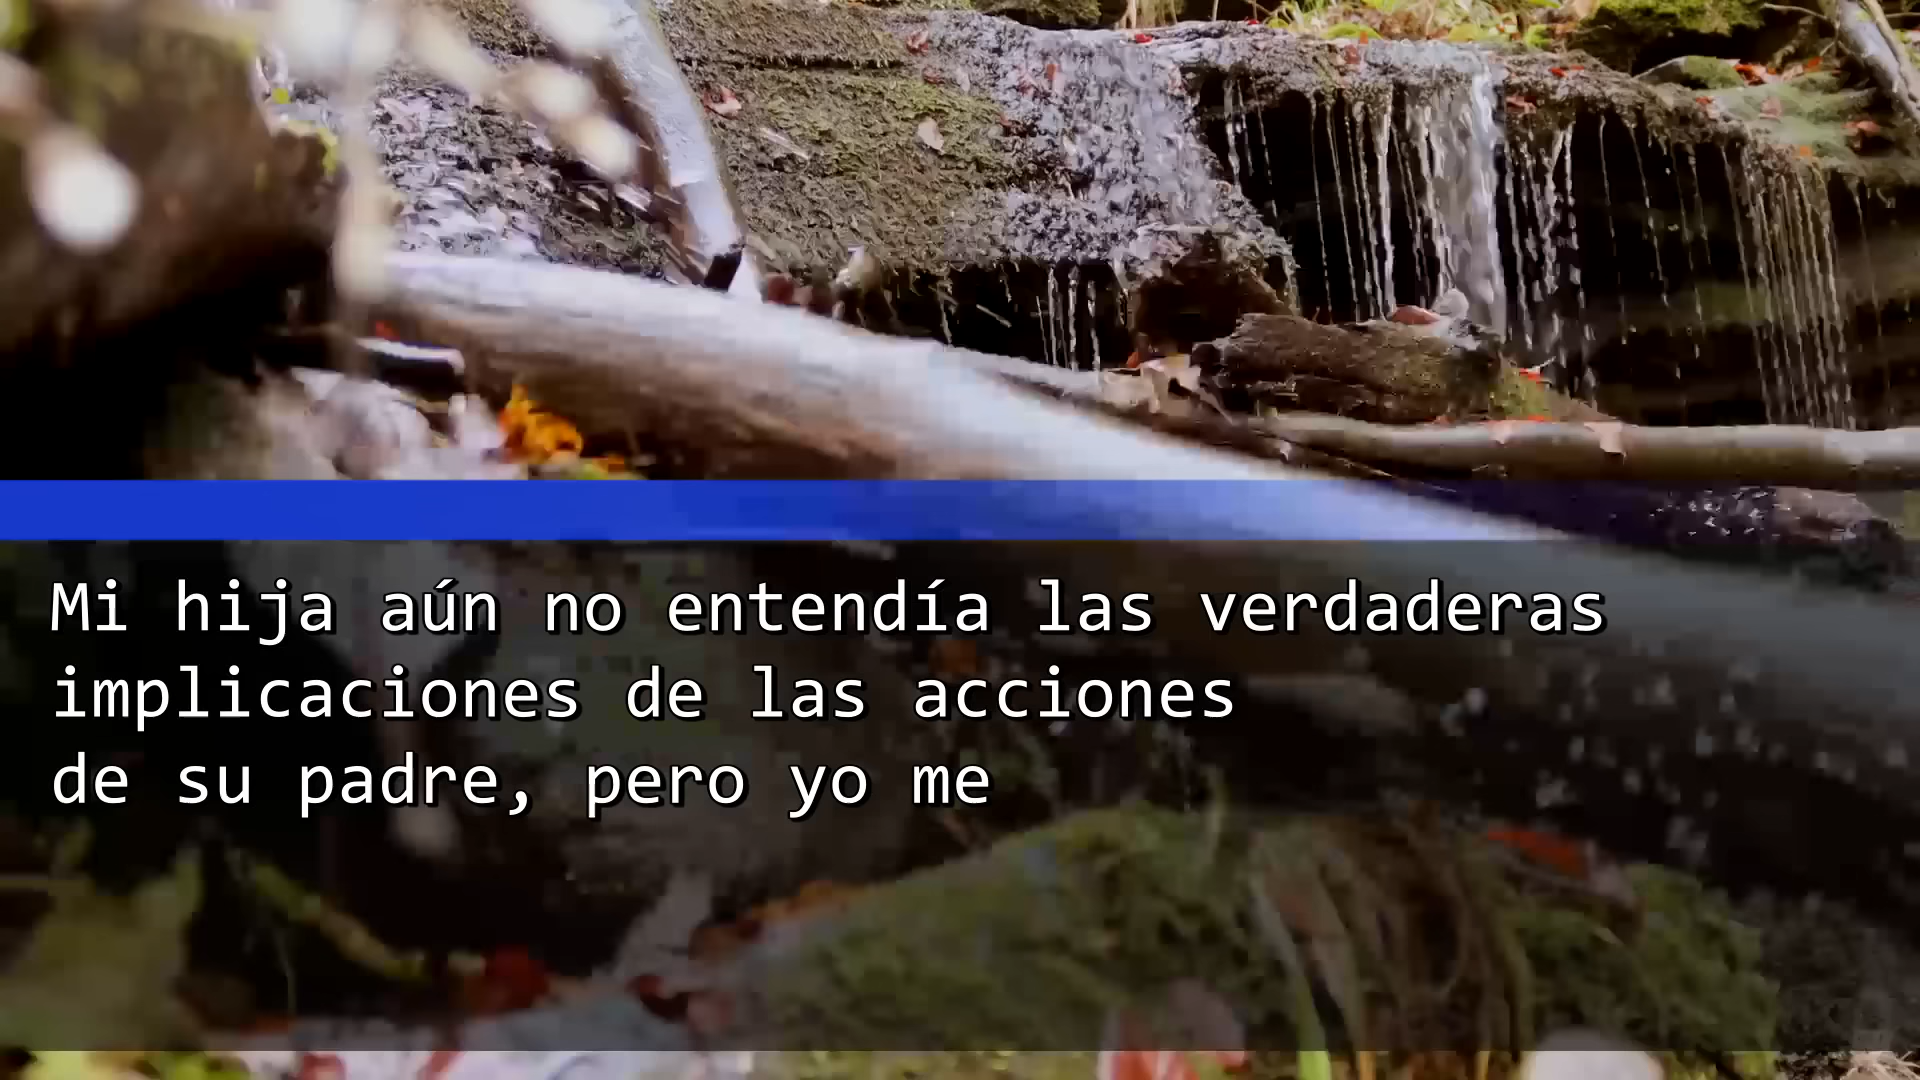 Mi hija aún no entendía las verdaderas
implicaciones de las acciones
de su padre, pero yo me